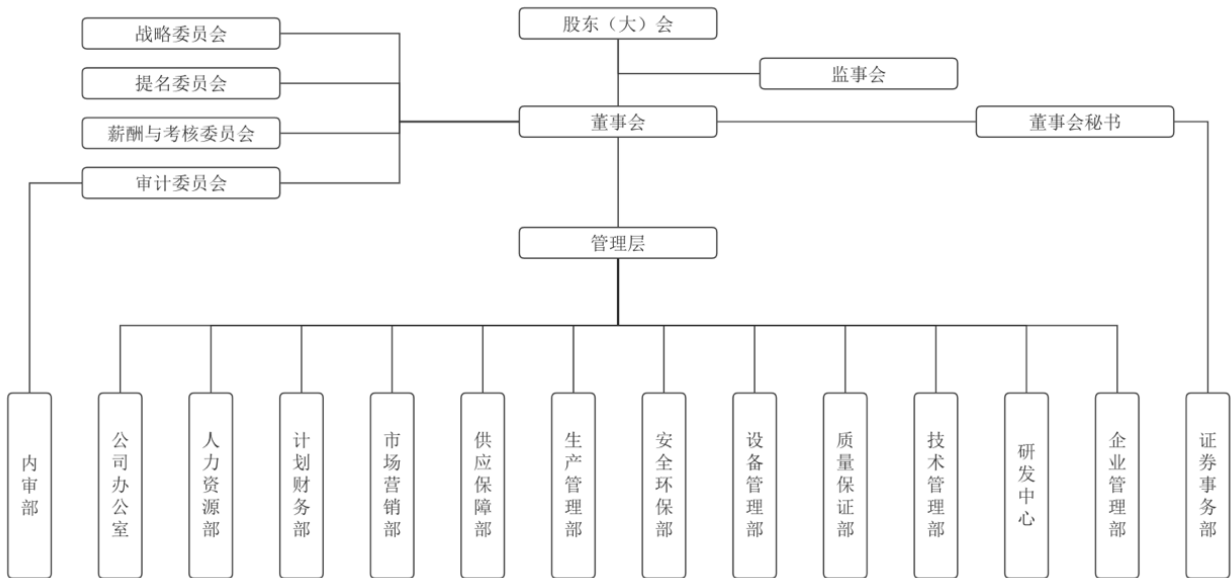 股东（大）会
战略委员会
监事会
提名委员会
董事会
董事会秘书
薪酬与考核委员会
审计委员会
管理层
内审部
公司办公室
人力资源部
计划财务部
市场营销部
供应保障部
生产管理部
安全环保部
设备管理部
质量保证部
技术管理部
研发中心
企业管理部
证券事务部